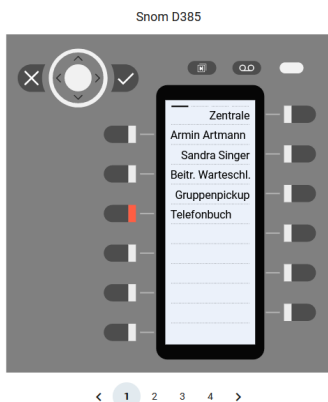 Snom D385
Zentrale
Armin Artmann
Sandra Singer
Beitr. Warteschl.
Gruppenpickup
Telefonbuch
1 2 3 4